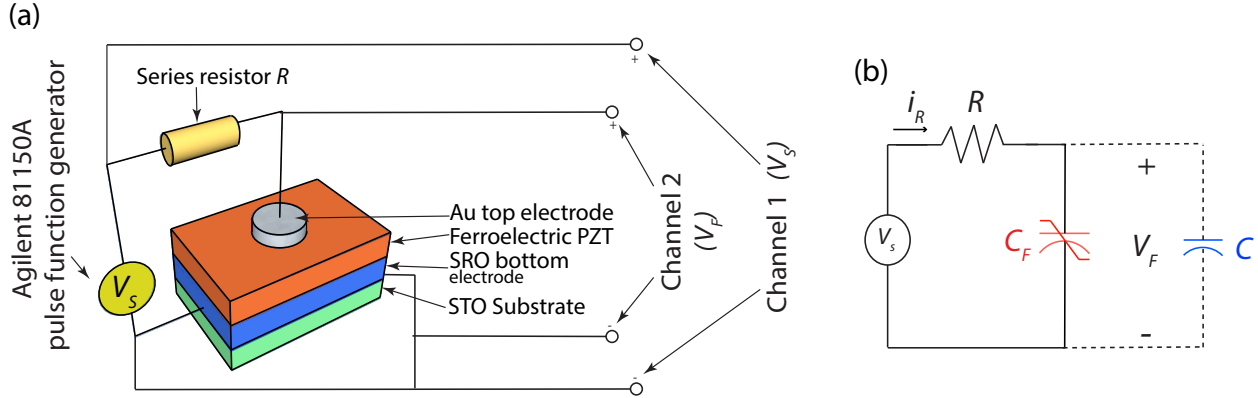 (a)
Agilent 81150A
pulse function generator
Series resistor R
V_S
Au top electrode
Ferroelectric PZT
SRO bottom
electrode
STO Substrate
+
+
-
-
Channel 2
(V_F)
Channel 1 (V_S)
(b)
i_R
R
V_s
C_F
+
V_F
-
C